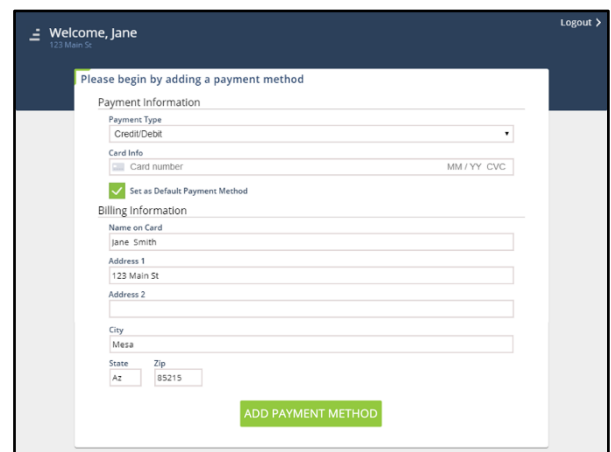 Logout >
Welcome, Jane
123 Main St
Please begin by adding a payment method
Payment Information
Payment Type
Credit/Debit
Card Info
Card number MM / YY CVC
Set as Default Payment Method
Billing Information
Name on Card
Jane Smith
Address 1
123 Main St
Address 2
City
Mesa
State Zip
Az 85215
ADD PAYMENT METHOD